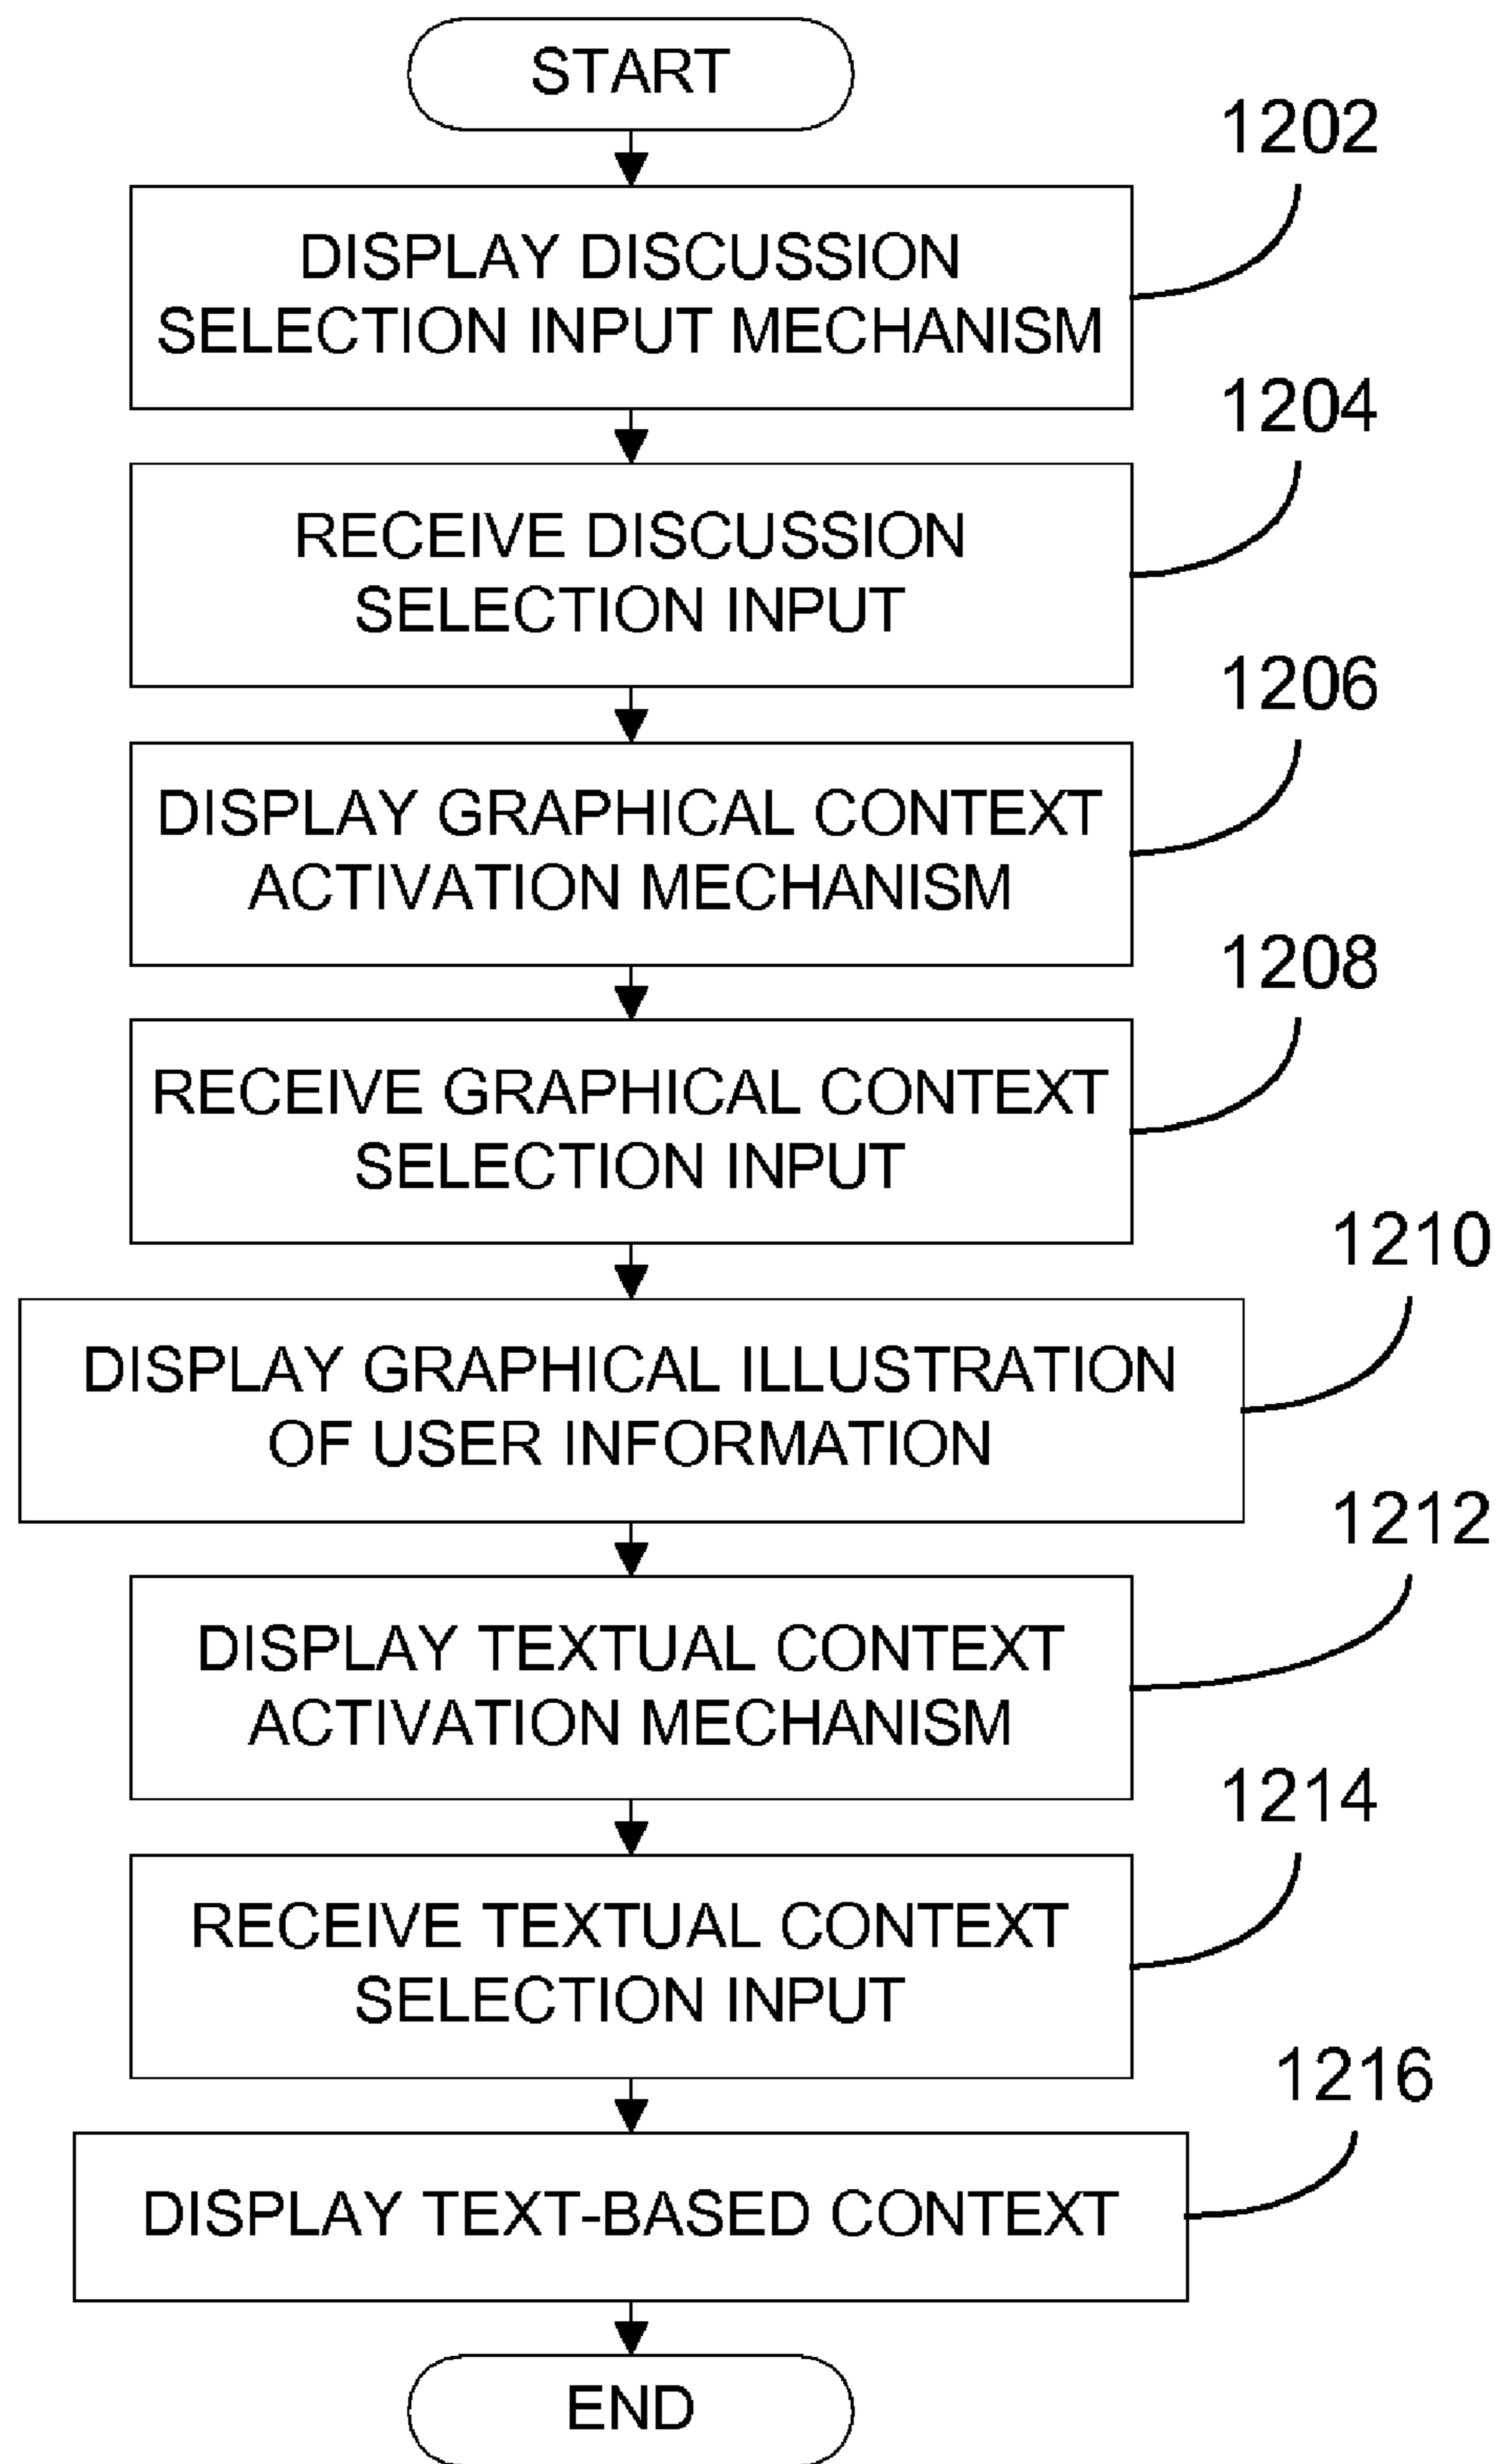 START
1202
DISPLAY DISCUSSION
SELECTION INPUT MECHANISM
1204
RECEIVE DISCUSSION
SELECTION INPUT
1206
DISPLAY GRAPHICAL CONTEXT
ACTIVATION MECHANISM
1208
RECEIVE GRAPHICAL CONTEXT
SELECTION INPUT
1210
DISPLAY GRAPHICAL ILLUSTRATION
OF USER INFORMATION
1212
DISPLAY TEXTUAL CONTEXT
ACTIVATION MECHANISM
1214
RECEIVE TEXTUAL CONTEXT
SELECTION INPUT
1216
DISPLAY TEXT-BASED CONTEXT
END